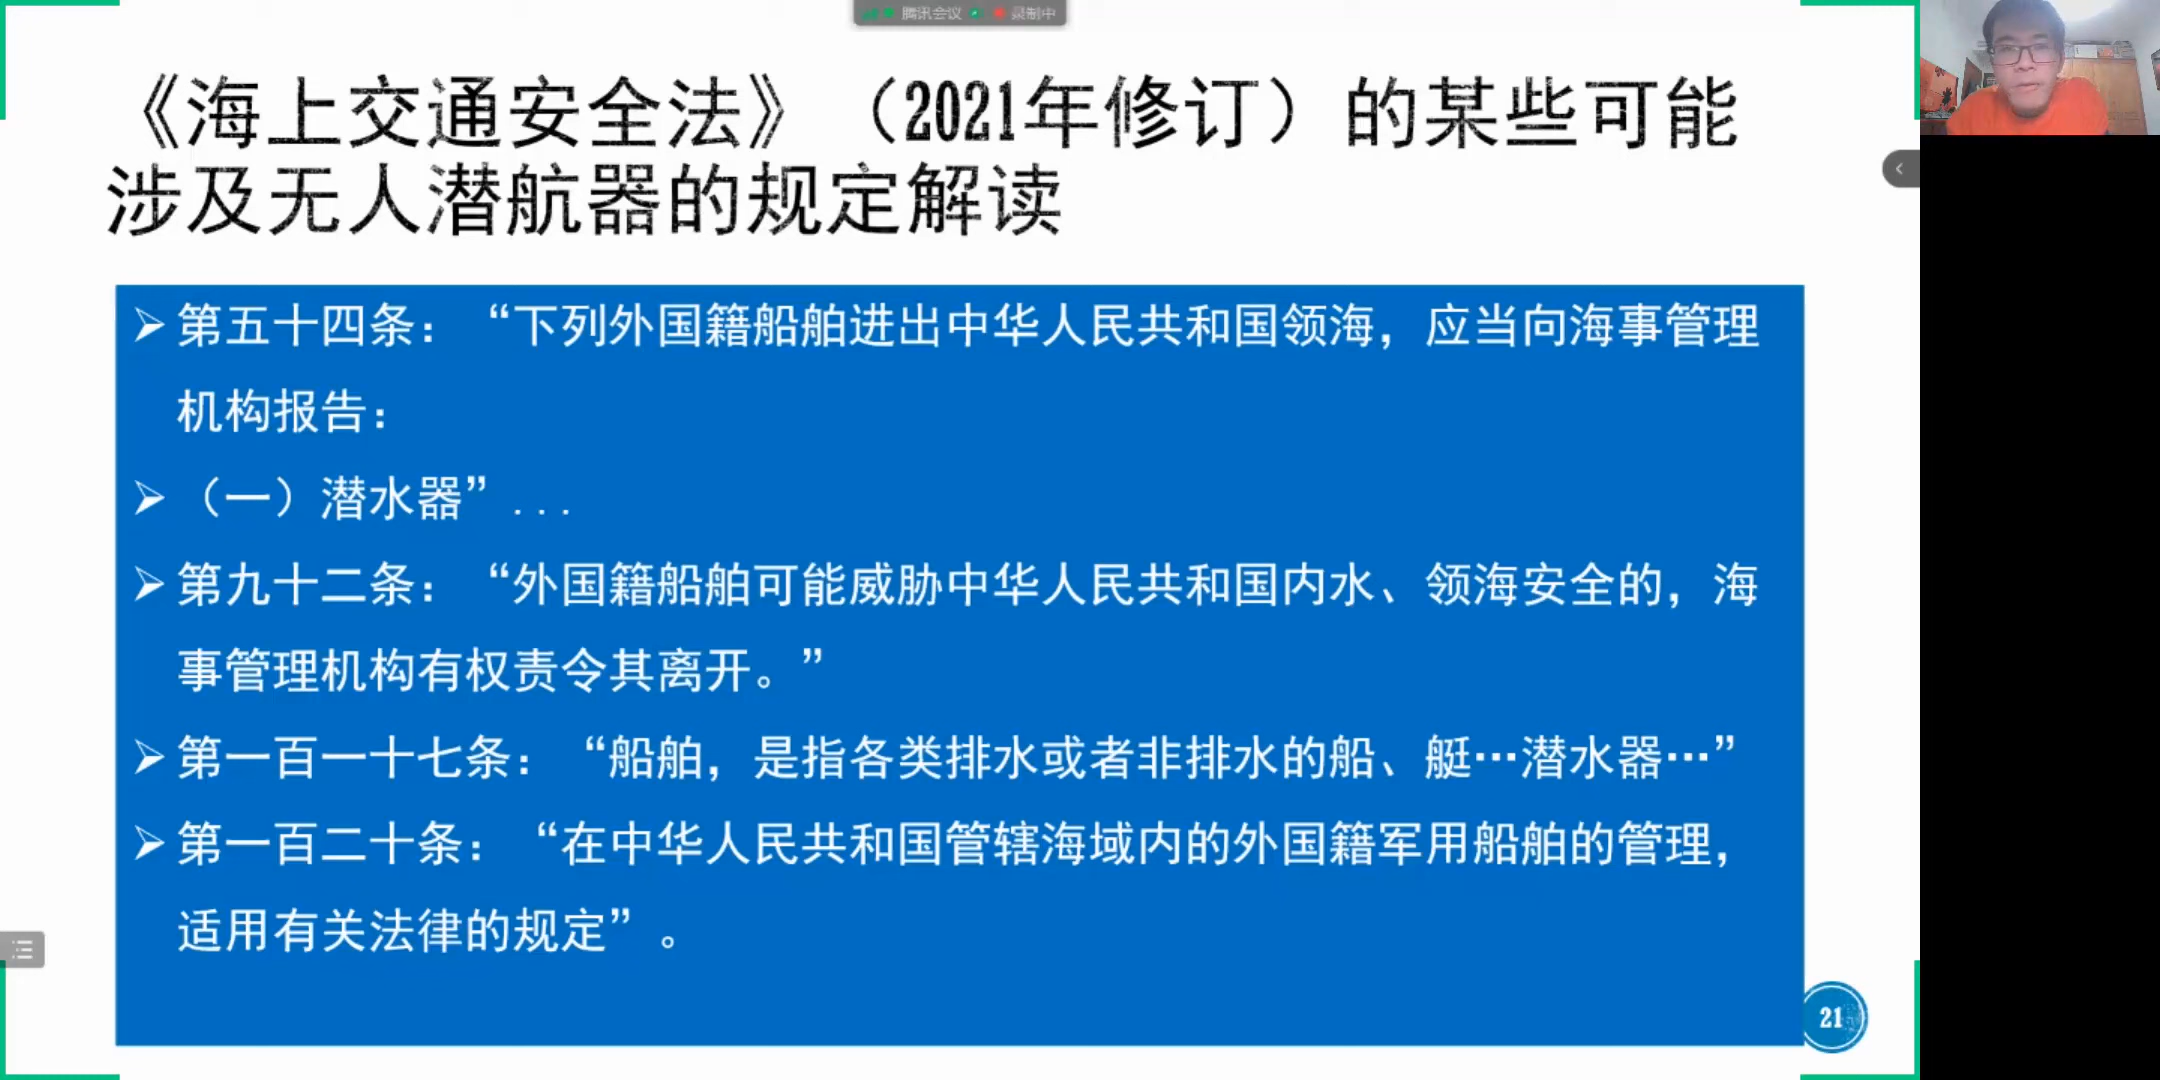 腾讯会议 录制中
《海上交通安全法》（2021年修订）的某些可能
涉及无人潜航器的规定解读
第五十四条：“下列外国籍船舶进出中华人民共和国领海，应当向海事管理
机构报告：
（一）潜水器”...
第九十二条：“外国籍船舶可能威胁中华人民共和国内水、领海安全的，海
事管理机构有权责令其离开。”
第一百一十七条：“船舶，是指各类排水或者非排水的船、艇…潜水器…”
第一百二十条：“在中华人民共和国管辖海域内的外国籍军用船舶的管理，
适用有关法律的规定”。
21